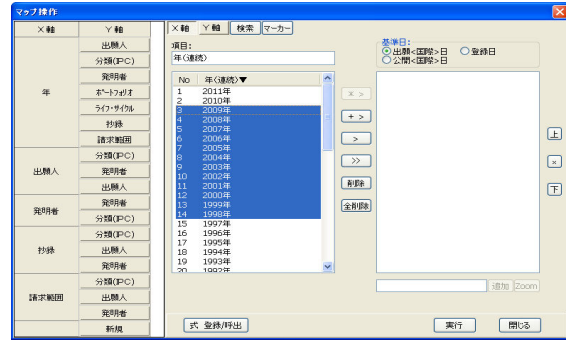 マップ操作
X 軸 Y 軸
年
出願人
分類(IPC)
発明者
ポートフォリオ
ライフ・サイクル
抄録
請求範囲
出願人
分類(IPC)
発明者
出願人
発明者
発明者
分類(IPC)
抄録
分類(IPC)
出願人
発明者
請求範囲
分類(IPC)
出願人
発明者
新規
X 軸 Y 軸 検索 マーカー
項目:
年(連続)
基準日:
出願<国際>日 登録日
公開<国際>日
No 年(連続)▼
1 2011年
2 2010年
3 2009年
4 2008年
5 2007年
6 2006年
7 2005年
8 2004年
9 2003年
10 2002年
11 2001年
12 2000年
13 1999年
14 1998年
15 1997年
16 1996年
17 1995年
18 1994年
19 1993年
20 1992年
× >
+ >
>
>>
削除
全削除
上
×
下
追加 Zoom
式 登録/呼出
実行 閉じる